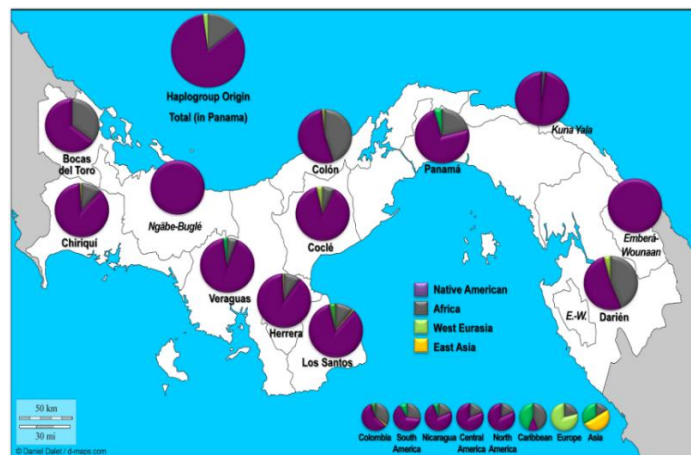 Haplogroup Origin
Total (in Panama)
Kuna Yala
Bocas
del Toro
Colón
Panamá
Chiriquí
Ngäbe-Buglé
Coclé
Emberá-
Wounaan
Veraguas
Herrera
Los Santos
E.-W.
Darién
Native American
Africa
West Eurasia
East Asia
50 km
30 mi
Colombia
South
America
Nicaragua
Central
America
North
America
Caribbean
Europe
Asia
© Daniel Dalet / d-maps.com